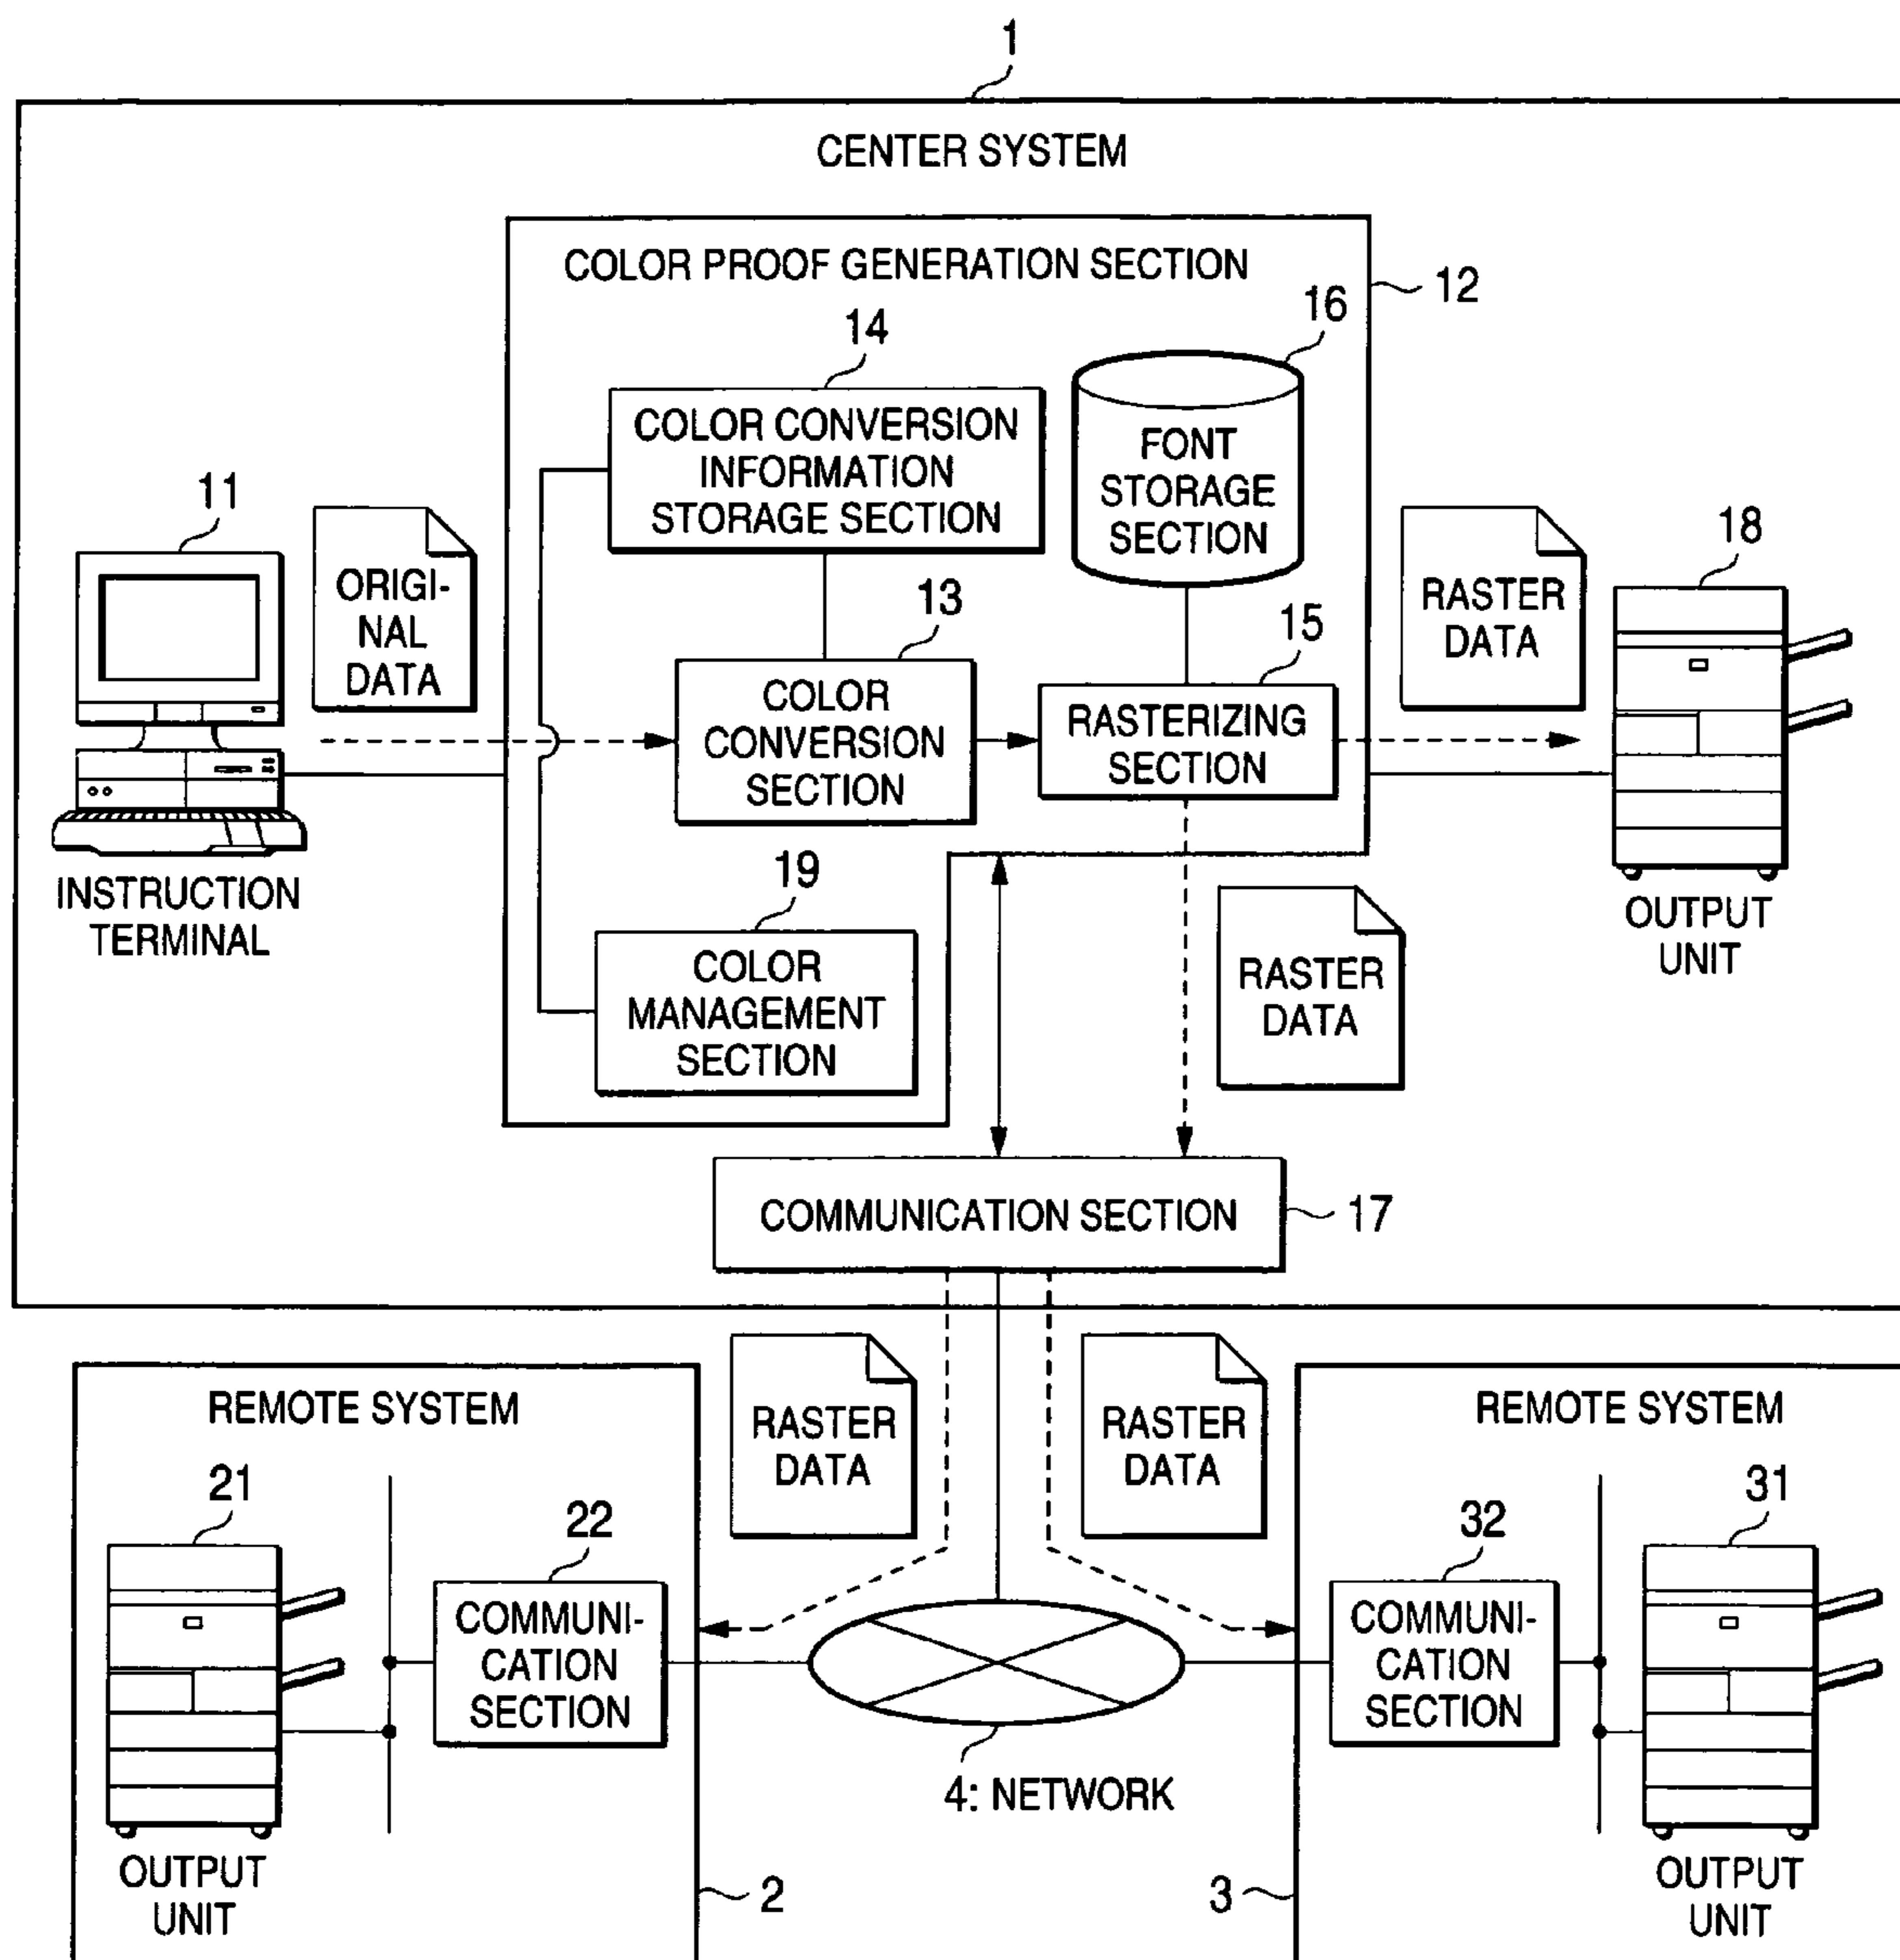 1
CENTER SYSTEM
COLOR PROOF GENERATION SECTION
12
14
COLOR CONVERSION
INFORMATION
STORAGE SECTION
16
FONT
STORAGE
SECTION
11
ORIGI-
NAL
DATA
INSTRUCTION
TERMINAL
13
COLOR
CONVERSION
SECTION
15
RASTERIZING
SECTION
RASTER
DATA
18
OUTPUT
UNIT
19
COLOR
MANAGEMENT
SECTION
RASTER
DATA
COMMUNICATION SECTION
17
REMOTE SYSTEM
RASTER
DATA
RASTER
DATA
REMOTE SYSTEM
21
OUTPUT
UNIT
22
COMMUNI-
CATION
SECTION
2
4: NETWORK
32
COMMUNI-
CATION
SECTION
31
OUTPUT
UNIT
3